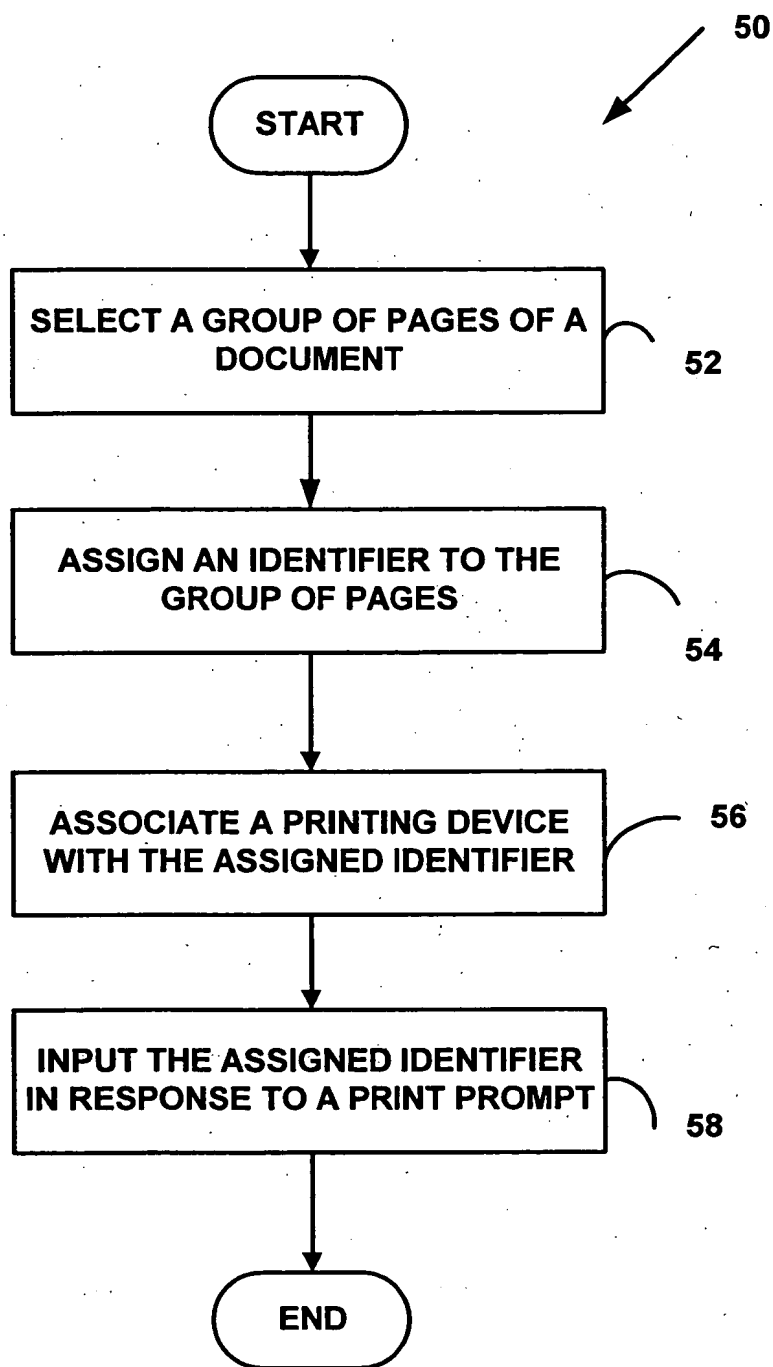 50
START
SELECT A GROUP OF PAGES OF A
DOCUMENT
52
ASSIGN AN IDENTIFIER TO THE
GROUP OF PAGES
54
ASSOCIATE A PRINTING DEVICE
WITH THE ASSIGNED IDENTIFIER
56
INPUT THE ASSIGNED IDENTIFIER
IN RESPONSE TO A PRINT PROMPT
58
END